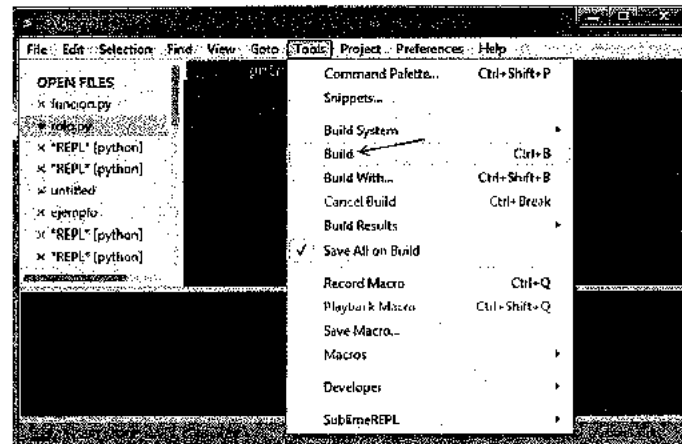 File Edit Selection Find View Goto Tools Project Preferences Help
OPEN FILES
× funcion.py
× *REPL* [python]
× *REPL* [python]
× untitled
× ejemplo
× *REPL* [python]
× *REPL* [python]
Command Palette... Ctrl+Shift+P
Snippets...
Build System
Build Ctrl+B
Build With... Ctrl+Shift+B
Cancel Build Ctrl+Break
Build Results
✓ Save All on Build
Record Macro Ctrl+Q
Playback Macro Ctrl+Shift+Q
Save Macro...
Macros
Developer
SublimeREPL